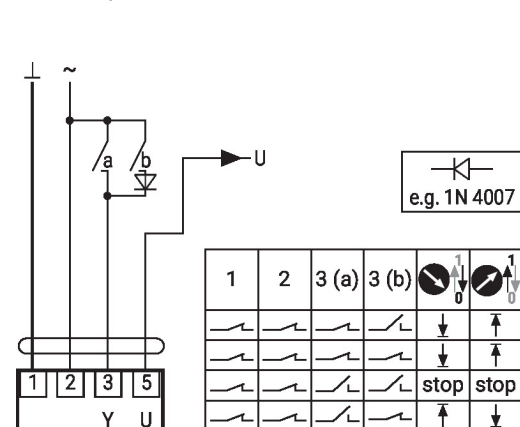 ⊥ ~
a b
U
e.g. 1N 4007
1 2 3 (a) 3 (b) 1 0 1 0
stop stop
1 2 3 5
Y U